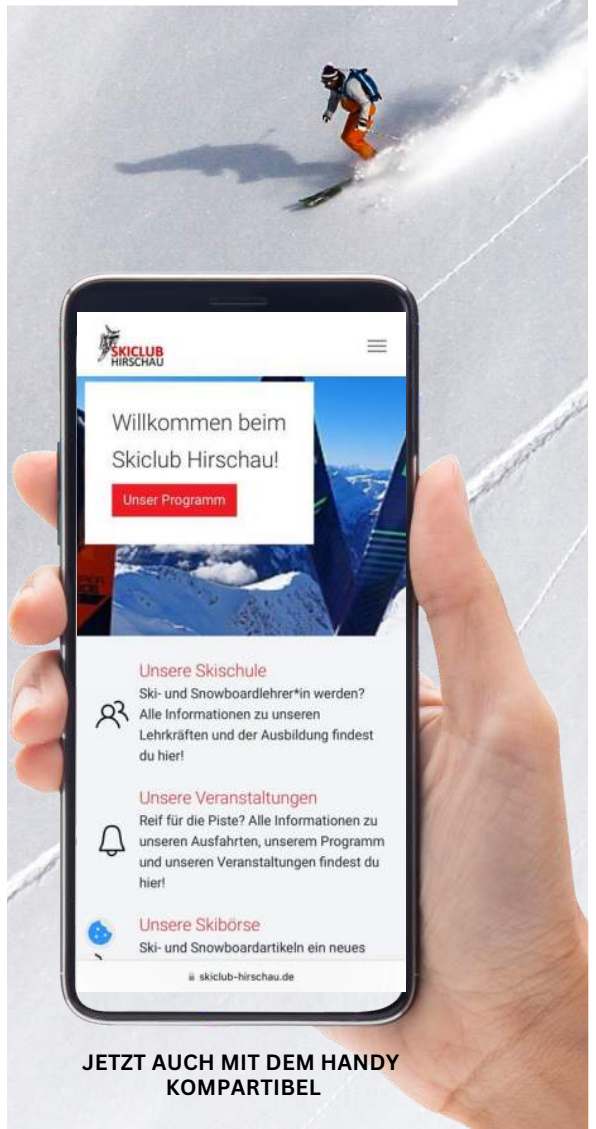 SKICLUB
HIRSCHAU
Willkommen beim
Skiclub Hirschau!
Unser Programm
Unsere Skischule
Ski- und Snowboardlehrer*in werden?
Alle Informationen zu unseren
Lehrkräften und der Ausbildung findest
du hier!
Unsere Veranstaltungen
Reif für die Piste? Alle Informationen zu
unseren Ausfahrten, unserem Programm
und unseren Veranstaltungen findest du
hier!
Unsere Skibörse
Ski- und Snowboardartikeln ein neues
skiclub-hirschau.de
JETZT AUCH MIT DEM HANDY
KOMPARTIBEL